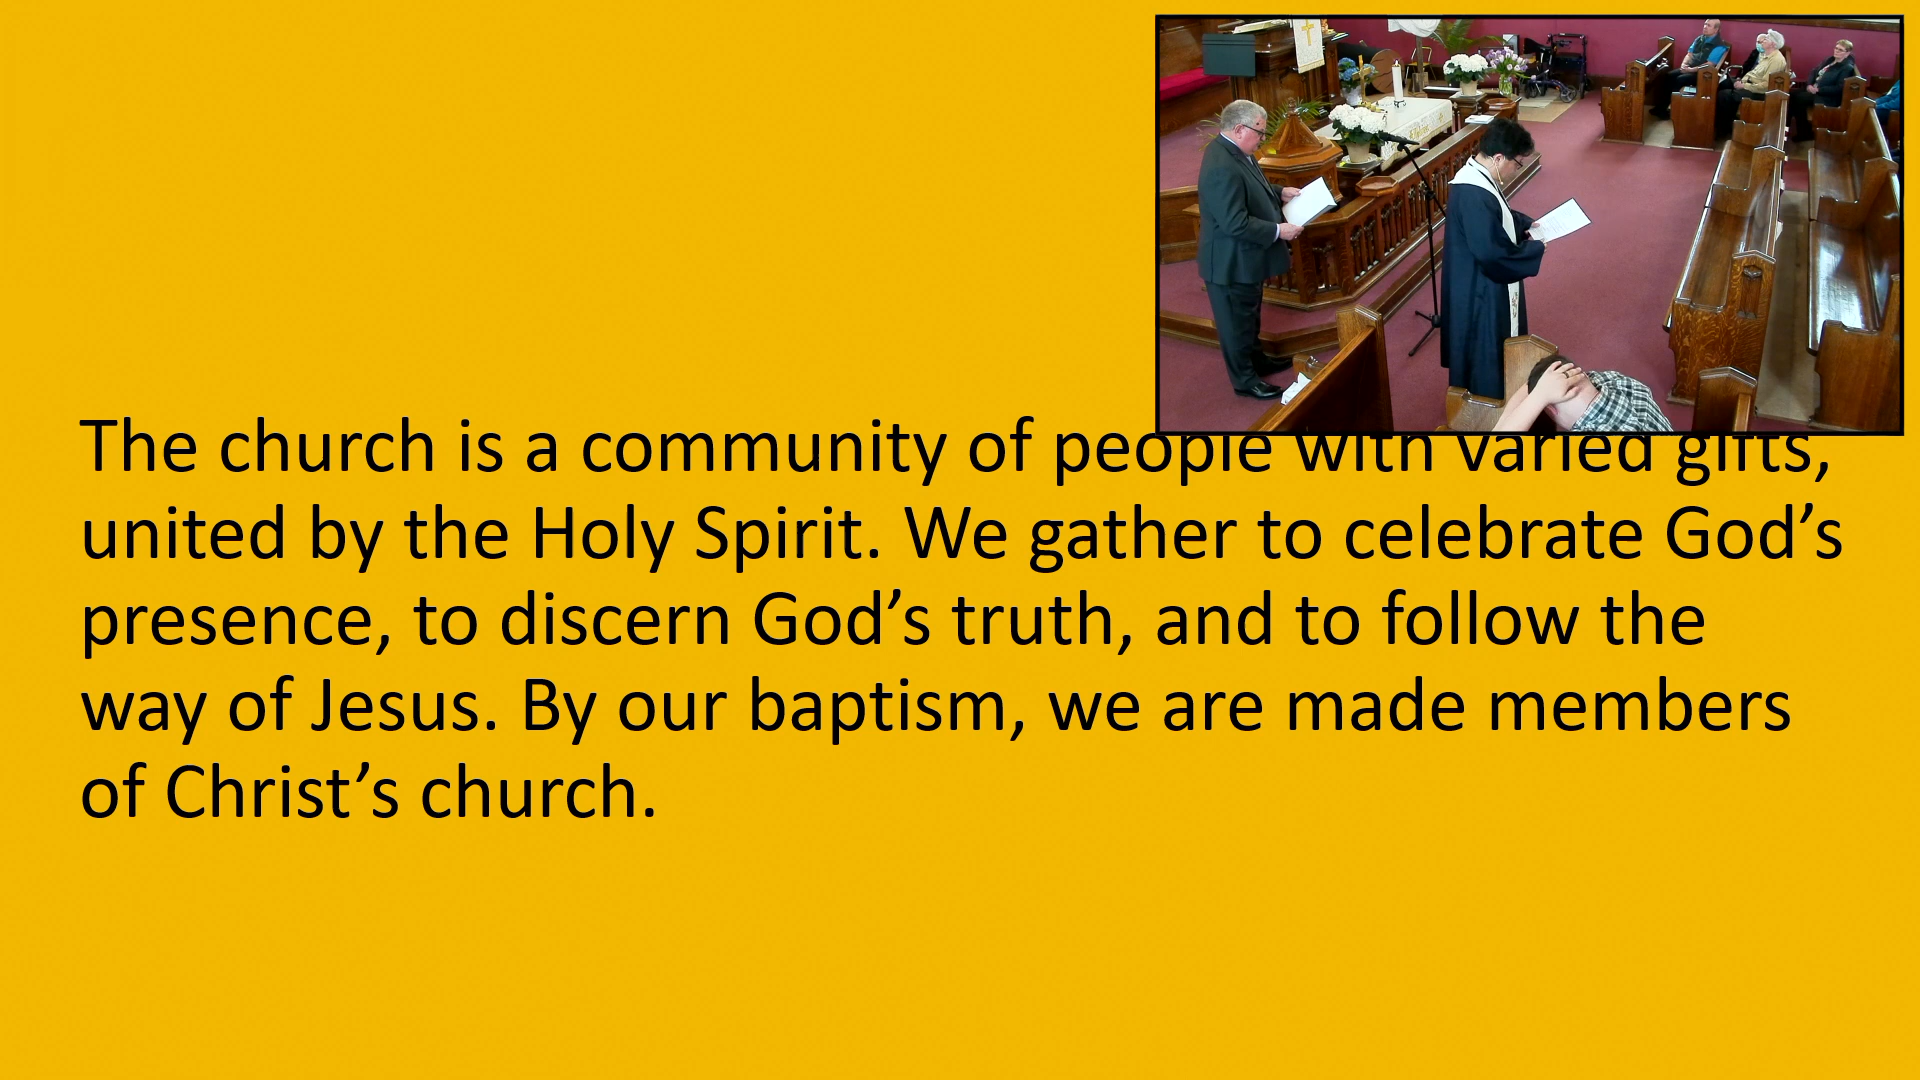 The church is a community of people with varied gifts,
united by the Holy Spirit. We gather to celebrate God’s
presence, to discern God’s truth, and to follow the
way of Jesus. By our baptism, we are made members
of Christ’s church.